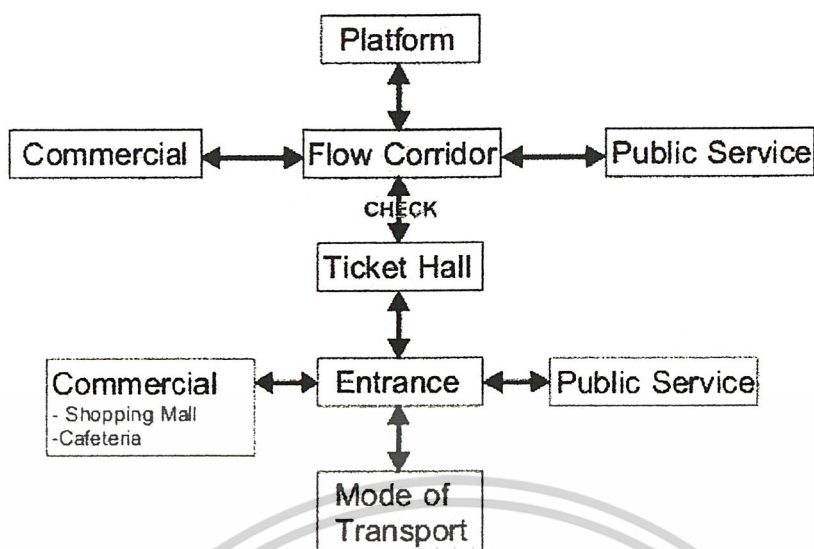 Platform
Commercial
Flow Corridor
Public Service
CHECK
Ticket Hall
Commercial
- Shopping Mall
-Cafeteria
Entrance
Public Service
Mode of
Transport